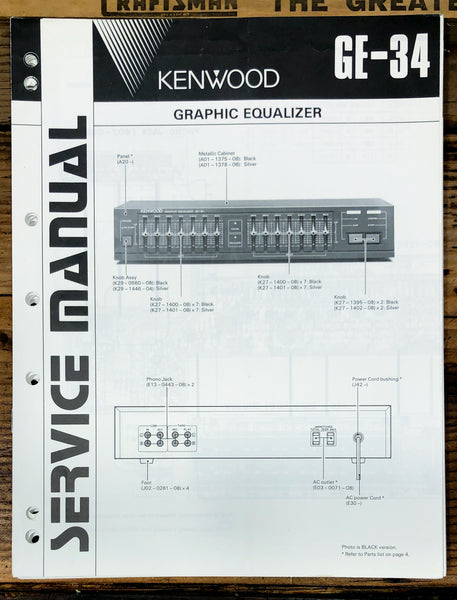 CRAFTSMAN THE GREATE
KENWOOD
GE-34
GRAPHIC EQUALIZER
SERVICE MANUAL
Panel *
(A20 – )
Metallic Cabinet
(A01 – 1375 – 08): Black
(A01 – 1378 – 08): Silver
KENWOOD
Knob Assy
(K29 – 0560 – 08): Black
(K29 – 1446 – 04): Silver
Knob
(K27 – 1400 – 08) × 7: Black
(K27 – 1401 – 08) × 7: Silver
Knob
(K27 – 1400 – 08) × 7: Black
(K27 – 1401 – 08) × 7: Silver
Knob
(K27 – 1395 – 08) × 2: Black
(K27 – 1402 – 08) × 2: Silver
Phono Jack
(E13 – 0443 – 08) × 2
Power Cord bushing *
(J42 – )
Foot
(J02 – 0261 – 08) × 4
AC outlet *
(E03 – 0071 – 08)
AC power Cord *
(E30 – )
Photo is BLACK version.
* Refer to Parts list on page 4.